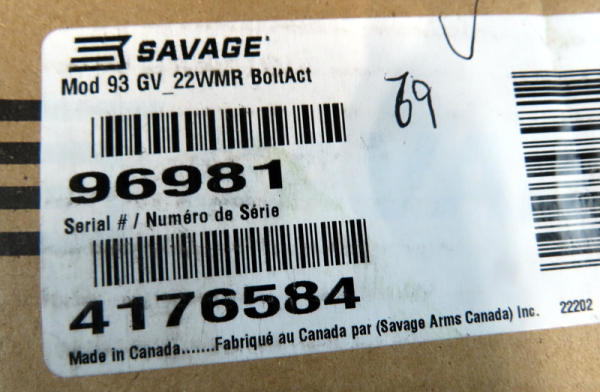 SAVAGE
Mod 93 GV_22WMR BoltAct
69
96981
Serial # / Numéro de Série
4176584
Made in Canada.......Fabriqué au Canada par (Savage Arms Canada) Inc. 22202